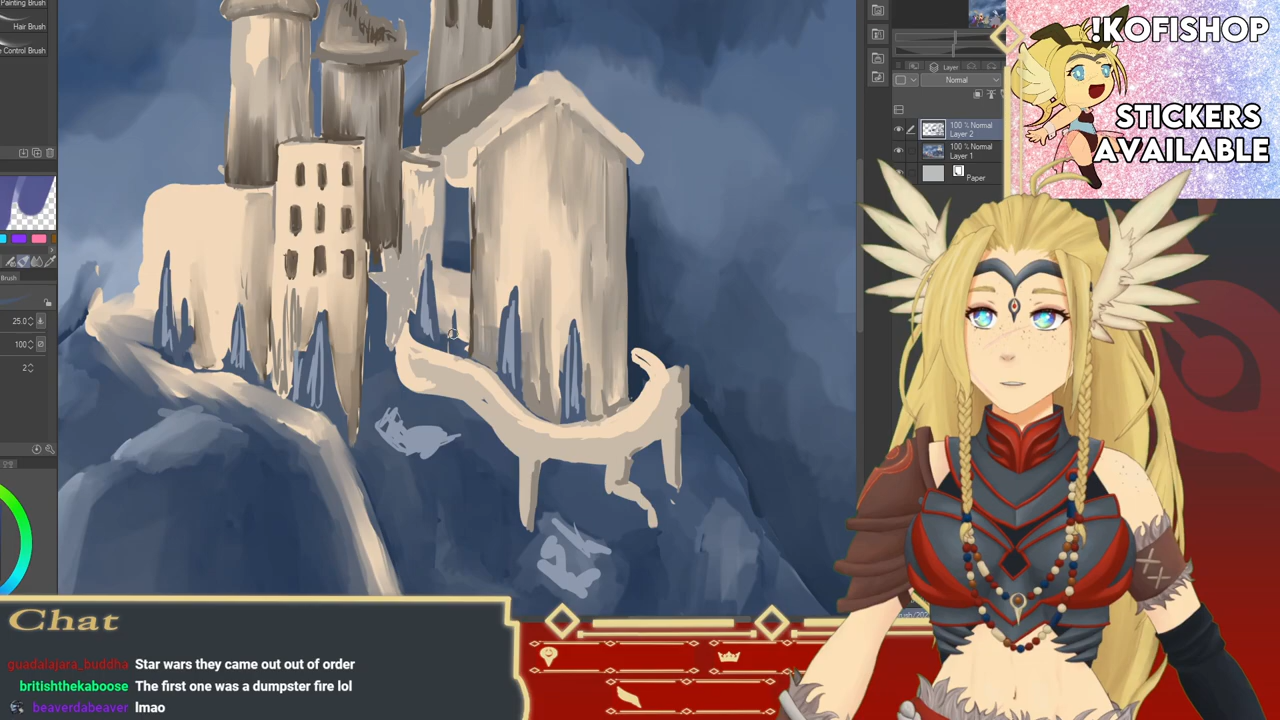 Painting Brush
Hair Brush
e Control Brush
Brush
25.0
100
2
Layer
Normal
100 % Normal
Layer 2
100 % Normal
Layer 1
Paper
!KOFISHOP
STICKERS
AVAILABLE
Chat
guadalajara_buddha Star wars they came out out of order
britishthekaboose The first one was a dumpster fire lol
beaverdabeaver lmao